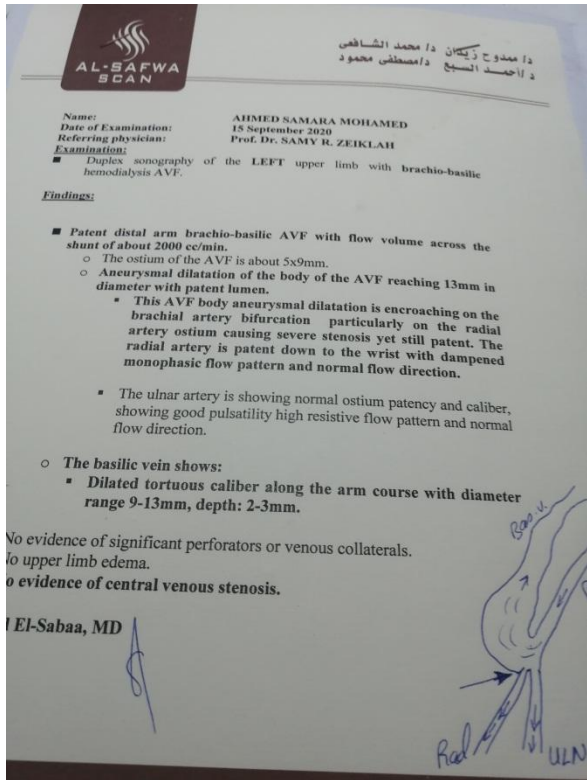 AL-SAFWA
SCAN
د/ ممدوح زيدان د/ محمد الشافعى
د/ أحمد السبع د/مصطفى محمود
Name: AHMED SAMARA MOHAMED
Date of Examination: 15 September 2020
Referring physician: Prof. Dr. SAMY R. ZEIKLAH
Examination:
■ Duplex sonography of the LEFT upper limb with brachio-basilic
hemodialysis AVF.
Findings:
■ Patent distal arm brachio-basilic AVF with flow volume across the
shunt of about 2000 cc/min.
o The ostium of the AVF is about 5x9mm.
o Aneurysmal dilatation of the body of the AVF reaching 13mm in
diameter with patent lumen.
▪ This AVF body aneurysmal dilatation is encroaching on the
brachial artery bifurcation particularly on the radial
artery ostium causing severe stenosis yet still patent. The
radial artery is patent down to the wrist with dampened
monophasic flow pattern and normal flow direction.
▪ The ulnar artery is showing normal ostium patency and caliber,
showing good pulsatility high resistive flow pattern and normal
flow direction.
o The basilic vein shows:
▪ Dilated tortuous caliber along the arm course with diameter
range 9-13mm, depth: 2-3mm.
No evidence of significant perforators or venous collaterals.
No upper limb edema.
o evidence of central venous stenosis.
El-Sabaa, MD
Rad
ULN